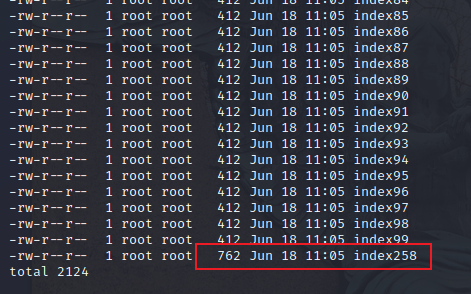 -rw-r--r-- 1 root root 412 Jun 18 11:05 index84
-rw-r--r-- 1 root root 412 Jun 18 11:05 index85
-rw-r--r-- 1 root root 412 Jun 18 11:05 index86
-rw-r--r-- 1 root root 412 Jun 18 11:05 index87
-rw-r--r-- 1 root root 412 Jun 18 11:05 index88
-rw-r--r-- 1 root root 412 Jun 18 11:05 index89
-rw-r--r-- 1 root root 412 Jun 18 11:05 index90
-rw-r--r-- 1 root root 412 Jun 18 11:05 index91
-rw-r--r-- 1 root root 412 Jun 18 11:05 index92
-rw-r--r-- 1 root root 412 Jun 18 11:05 index93
-rw-r--r-- 1 root root 412 Jun 18 11:05 index94
-rw-r--r-- 1 root root 412 Jun 18 11:05 index95
-rw-r--r-- 1 root root 412 Jun 18 11:05 index96
-rw-r--r-- 1 root root 412 Jun 18 11:05 index97
-rw-r--r-- 1 root root 412 Jun 18 11:05 index98
-rw-r--r-- 1 root root 412 Jun 18 11:05 index99
-rw-r--r-- 1 root root 762 Jun 18 11:05 index258
total 2124